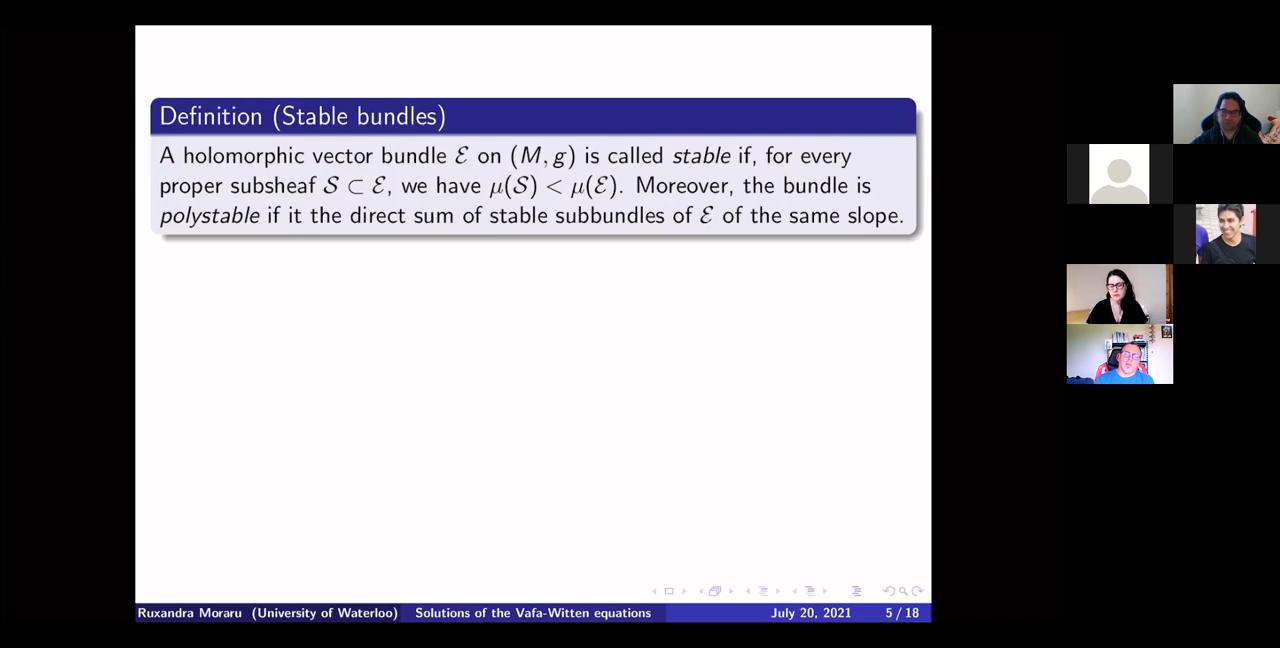 Definition (Stable bundles)
A holomorphic vector bundle ℰ on (M, g) is called stable if, for every
proper subsheaf 𝒮 ⊂ ℰ, we have μ(𝒮) < μ(ℰ). Moreover, the bundle is
polystable if it the direct sum of stable subbundles of ℰ of the same slope.
Ruxandra Moraru (University of Waterloo) Solutions of the Vafa-Witten equations July 20, 2021 5 / 18